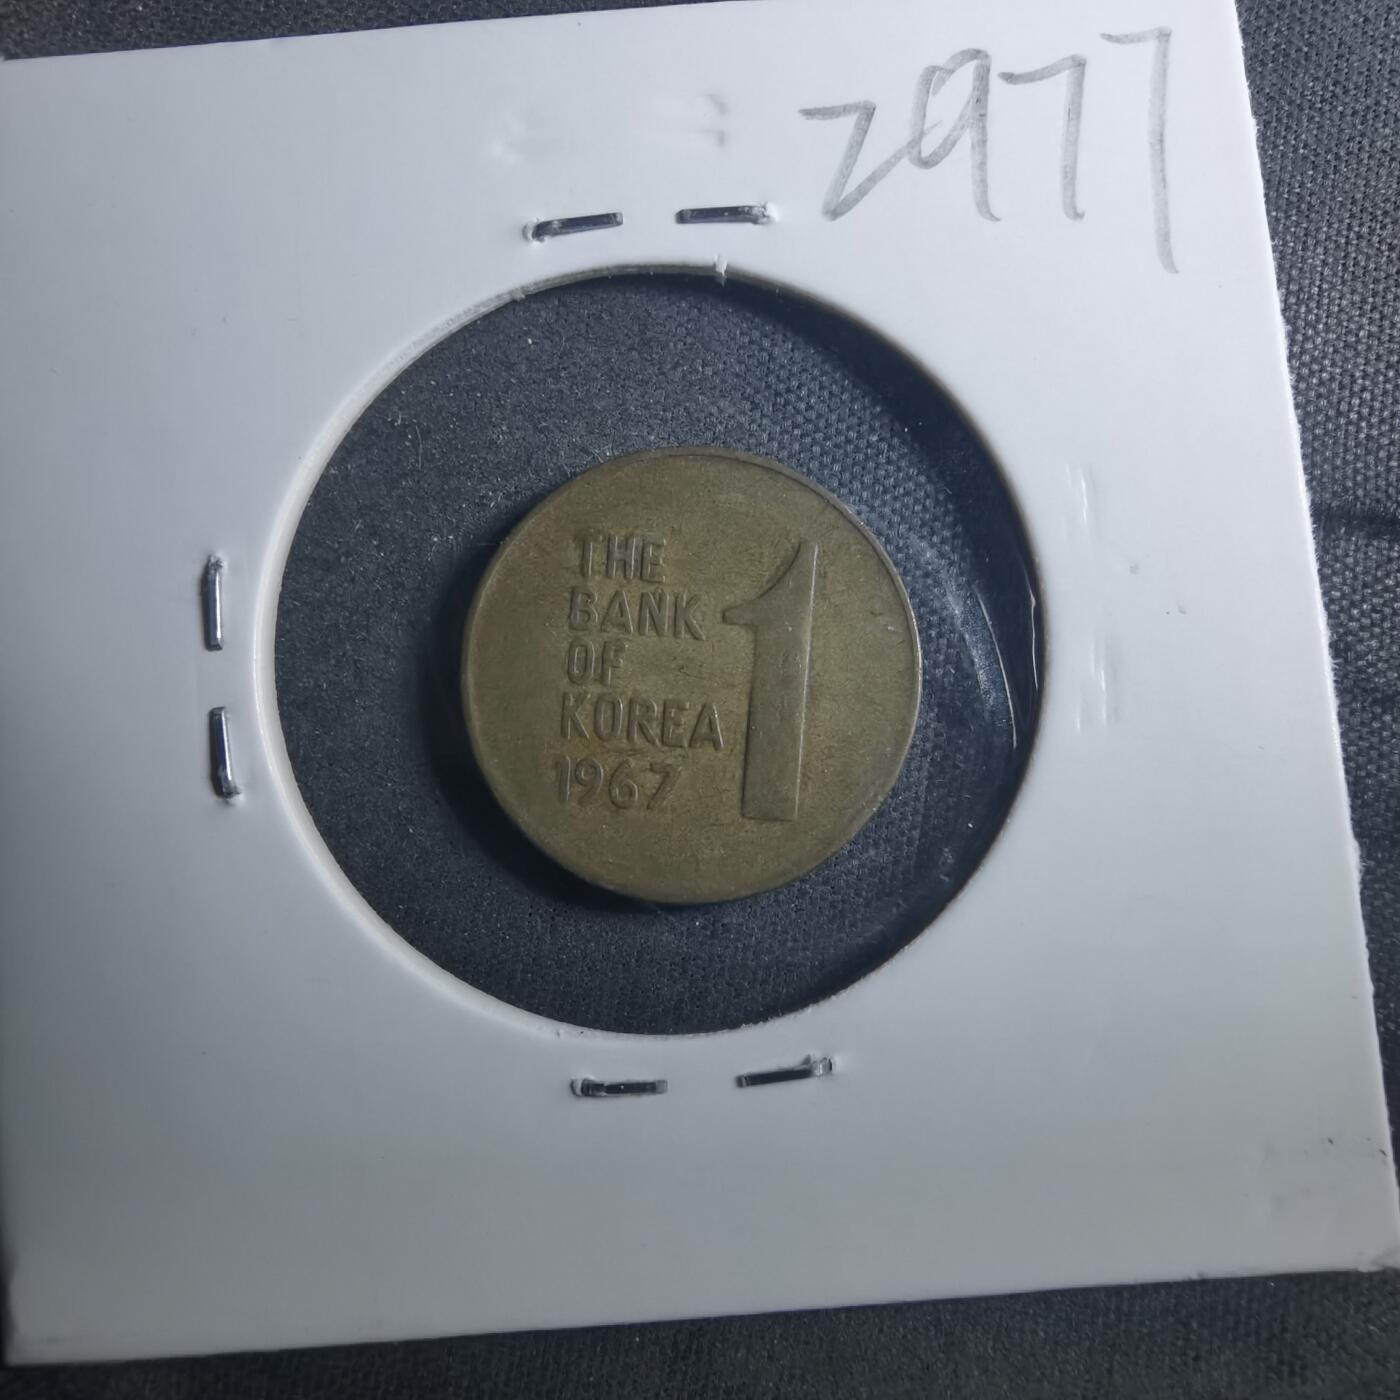 2977
THE
BANK
OF
KOREA
1967
1